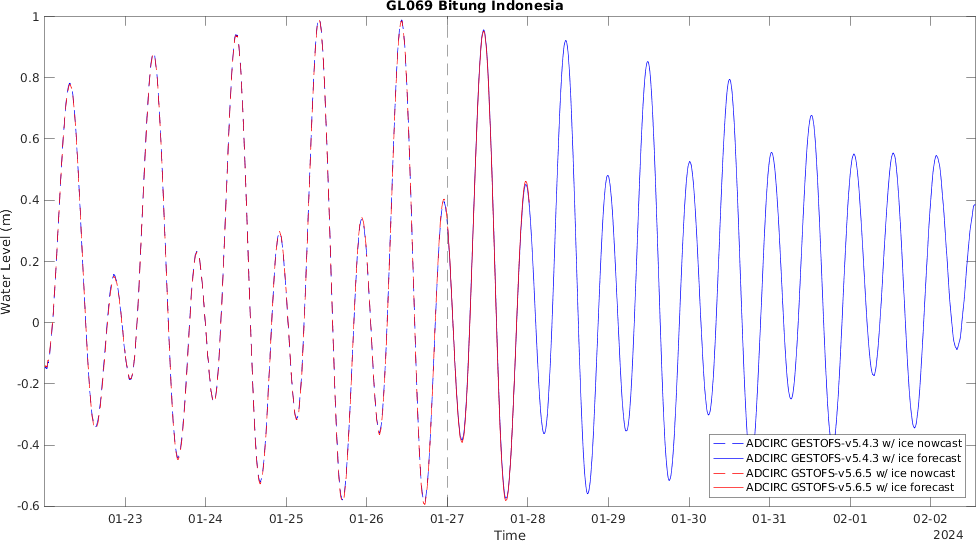 GL069 Bitung Indonesia
1
0.8
0.6
0.4
0.2
0
-0.2
-0.4
-0.6
Water Level (m)
01-23 01-24 01-25 01-26 01-27 01-28 01-29 01-30 01-31 02-01 02-02
Time
2024
ADCIRC GESTOFS-v5.4.3 w/ ice nowcast
ADCIRC GESTOFS-v5.4.3 w/ ice forecast
ADCIRC GSTOFS-v5.6.5 w/ ice nowcast
ADCIRC GSTOFS-v5.6.5 w/ ice forecast